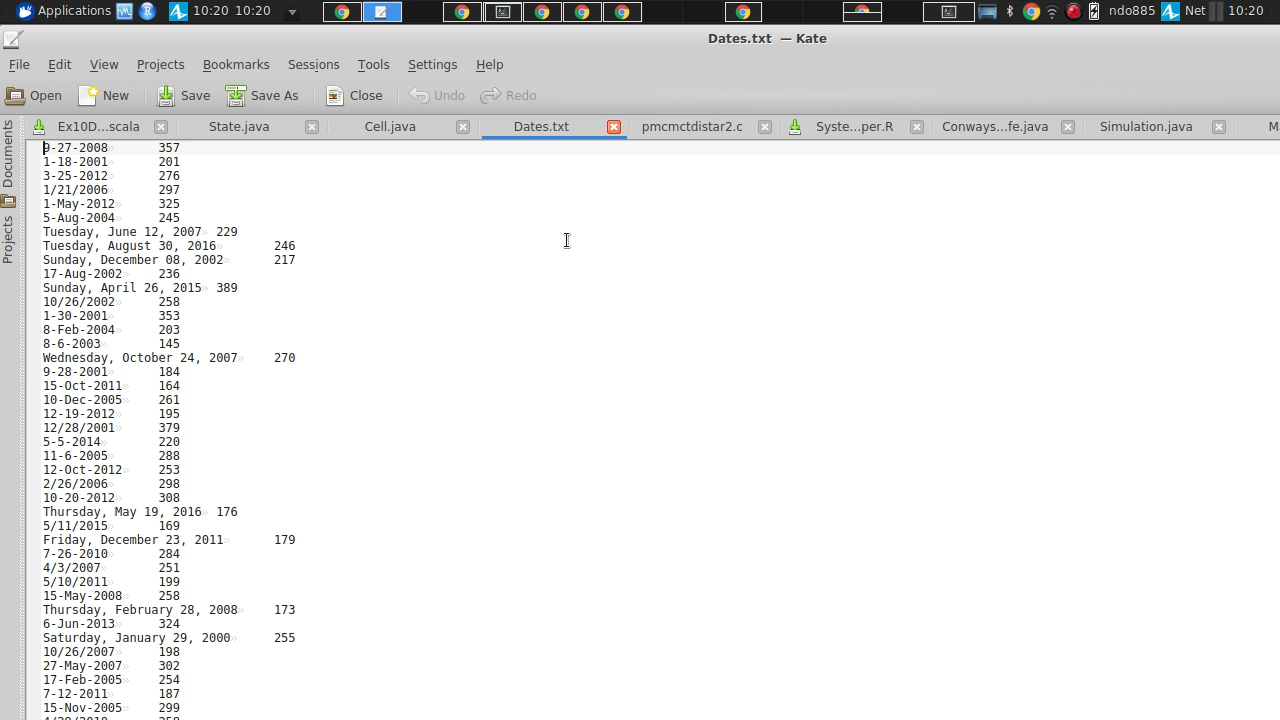 Applications 10:20 10:20 ndo885 Net 10:20
Dates.txt — Kate
File Edit View Projects Bookmarks Sessions Tools Settings Help
Open New Save Save As Close Undo Redo
Ex10D...scala State.java Cell.java Dates.txt pmcmctdistar2.c Syste...per.R Conways...fe.java Simulation.java
Documents
Projects
9-27-2008 357
1-18-2001 201
3-25-2012 276
1/21/2006 297
1-May-2012 325
5-Aug-2004 245
Tuesday, June 12, 2007 229
Tuesday, August 30, 2016 246
Sunday, December 08, 2002 217
17-Aug-2002 236
Sunday, April 26, 2015 389
10/26/2002 258
1-30-2001 353
8-Feb-2004 203
8-6-2003 145
Wednesday, October 24, 2007 270
9-28-2001 184
15-Oct-2011 164
10-Dec-2005 261
12-19-2012 195
12/28/2001 379
5-5-2014 220
11-6-2005 288
12-Oct-2012 253
2/26/2006 298
10-20-2012 308
Thursday, May 19, 2016 176
5/11/2015 169
Friday, December 23, 2011 179
7-26-2010 284
4/3/2007 251
5/10/2011 199
15-May-2008 258
Thursday, February 28, 2008 173
6-Jun-2013 324
Saturday, January 29, 2000 255
10/26/2007 198
27-May-2007 302
17-Feb-2005 254
7-12-2011 187
15-Nov-2005 299